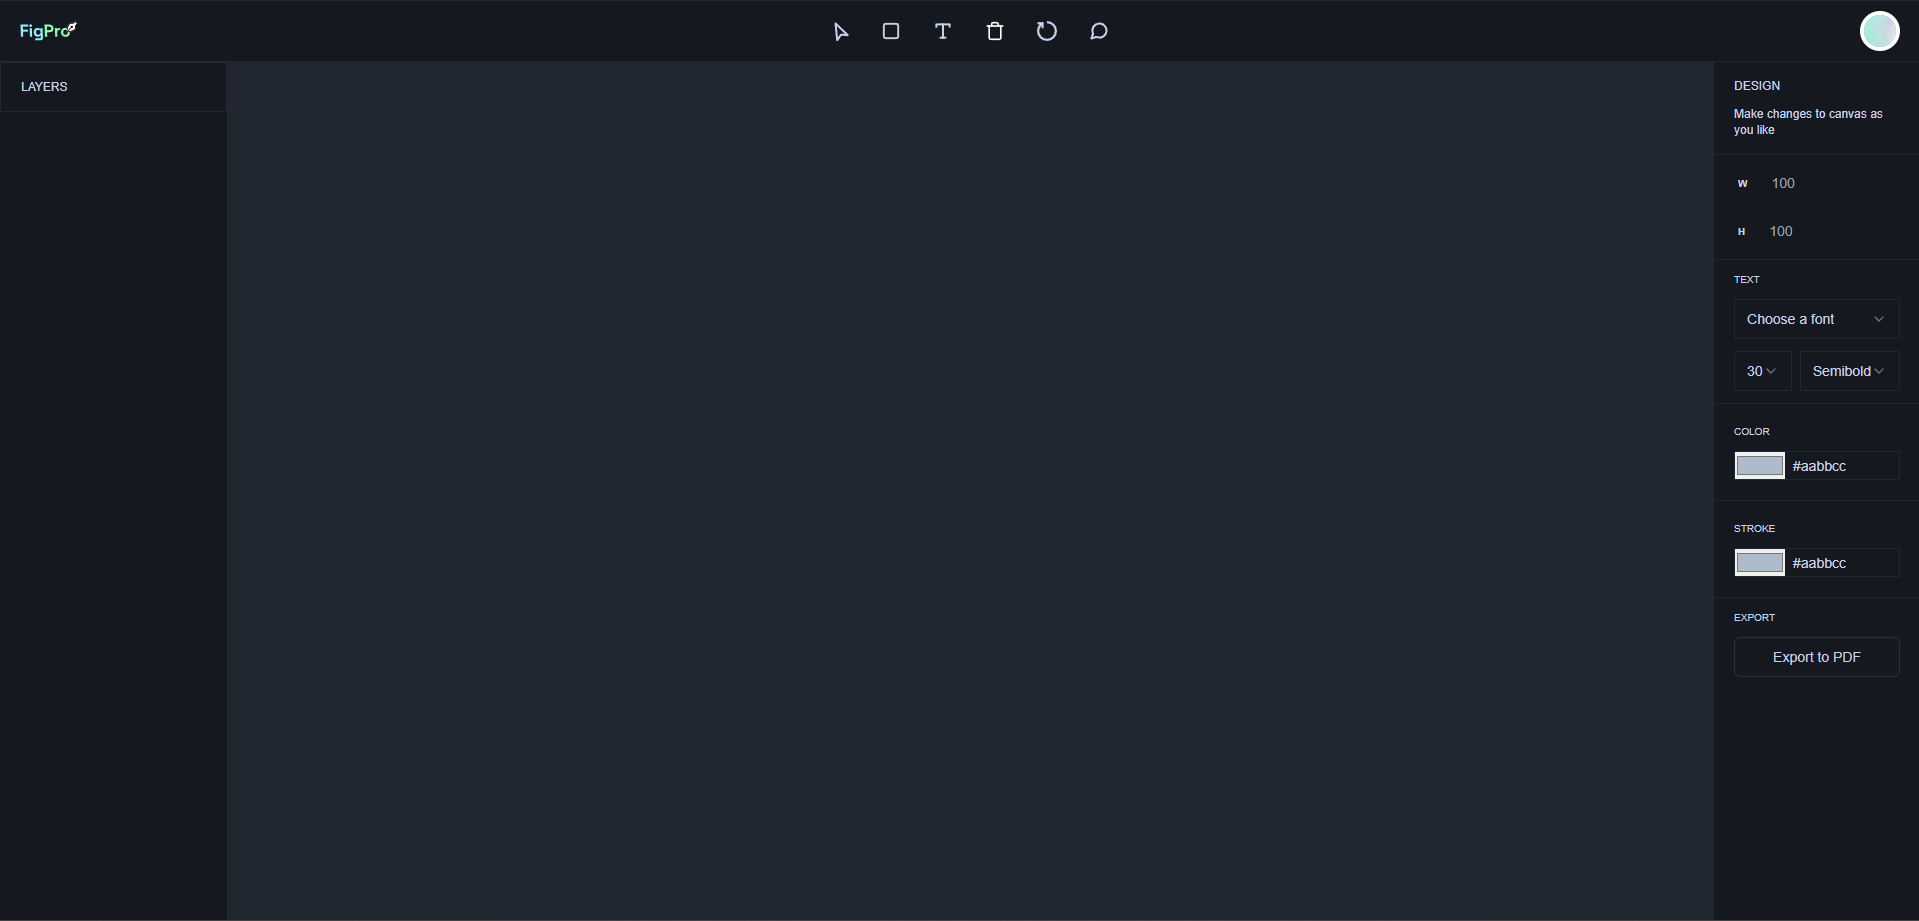 FigPro
LAYERS
DESIGN
Make changes to canvas as
you like
W 100
H 100
TEXT
Choose a font
30 Semibold
COLOR
#aabbcc
STROKE
#aabbcc
EXPORT
Export to PDF